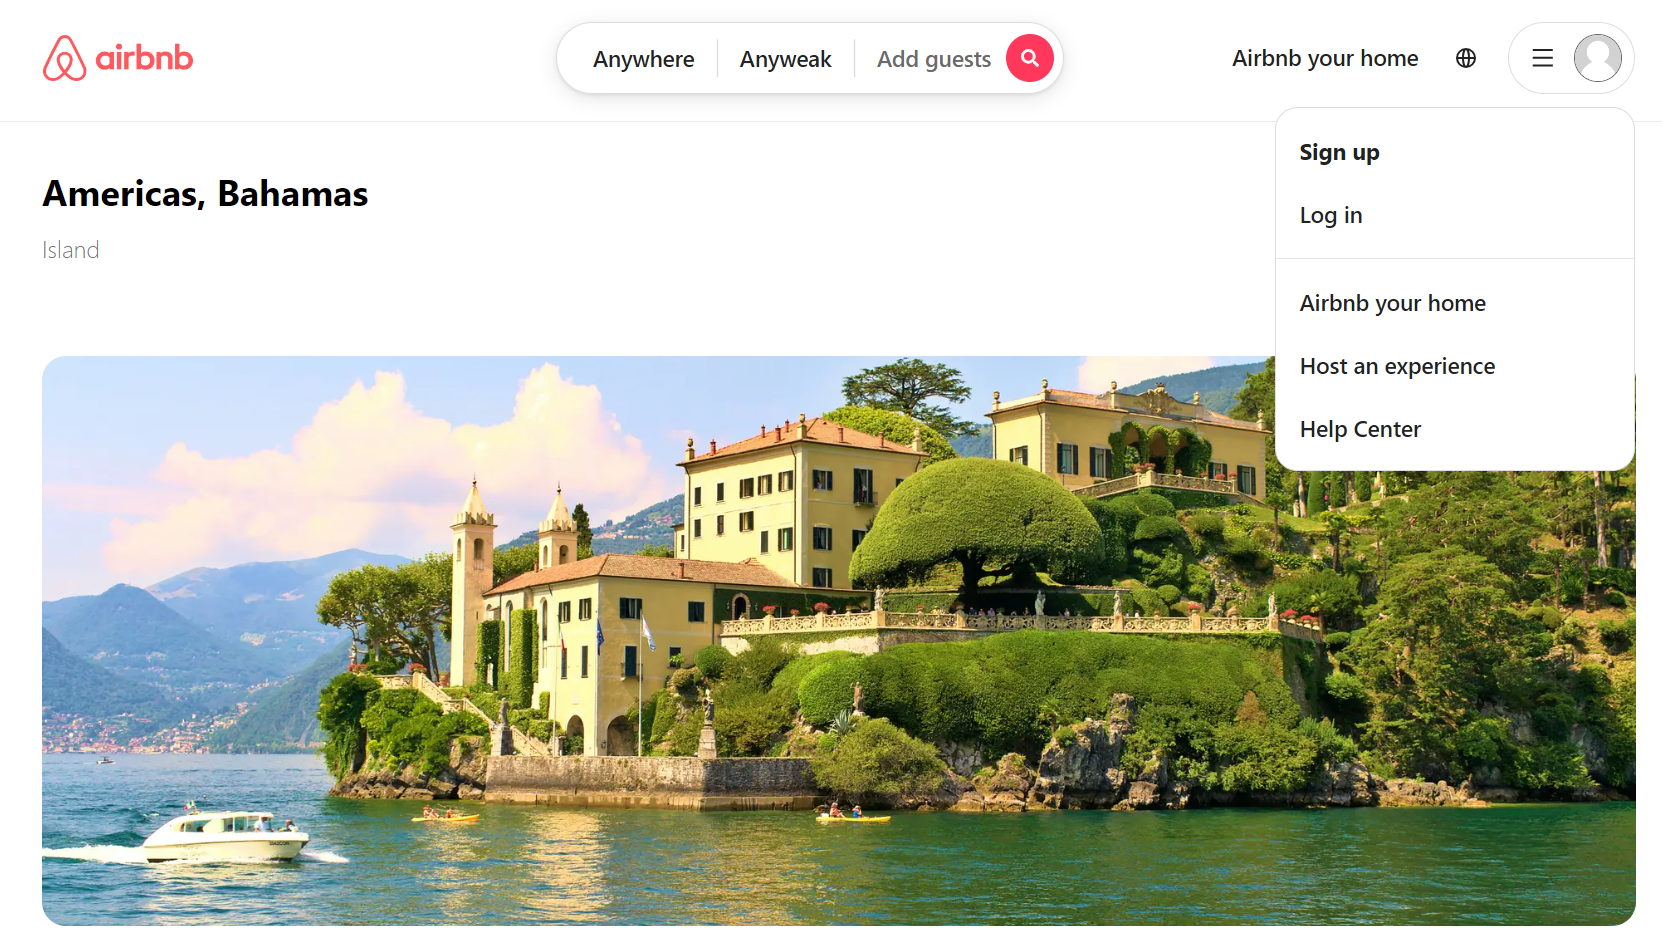 airbnb
Anywhere
Anyweak
Add guests
Airbnb your home
Sign up
Log in
Airbnb your home
Host an experience
Help Center
Americas, Bahamas
Island